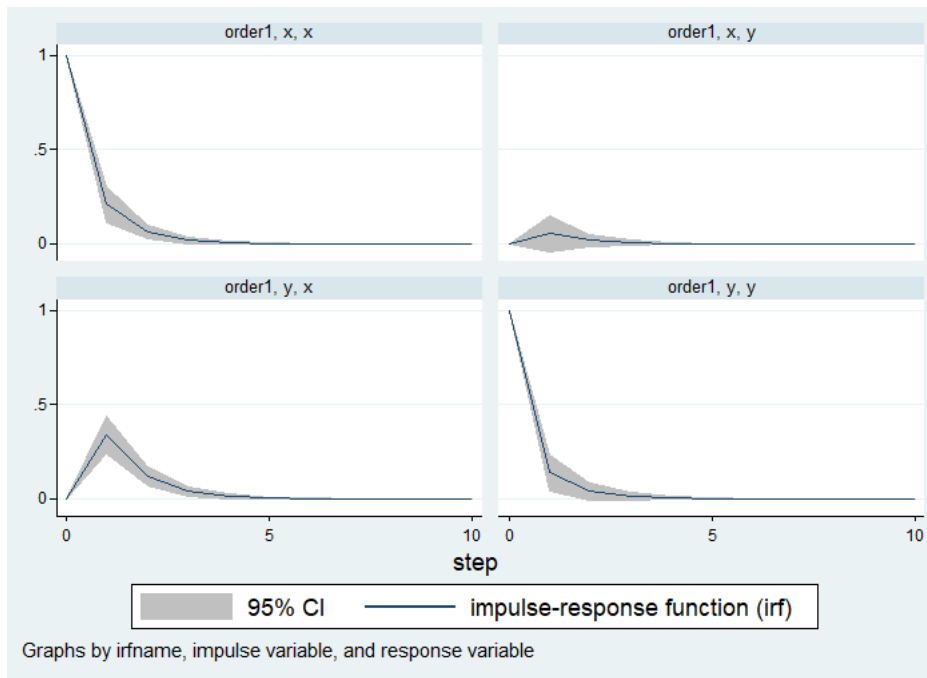 order1, x, x
order1, x, y
1
.5
0
order1, y, x
order1, y, y
1
.5
0
0 5 10
0 5 10
step
95% CI
impulse-response function (irf)
Graphs by irfname, impulse variable, and response variable